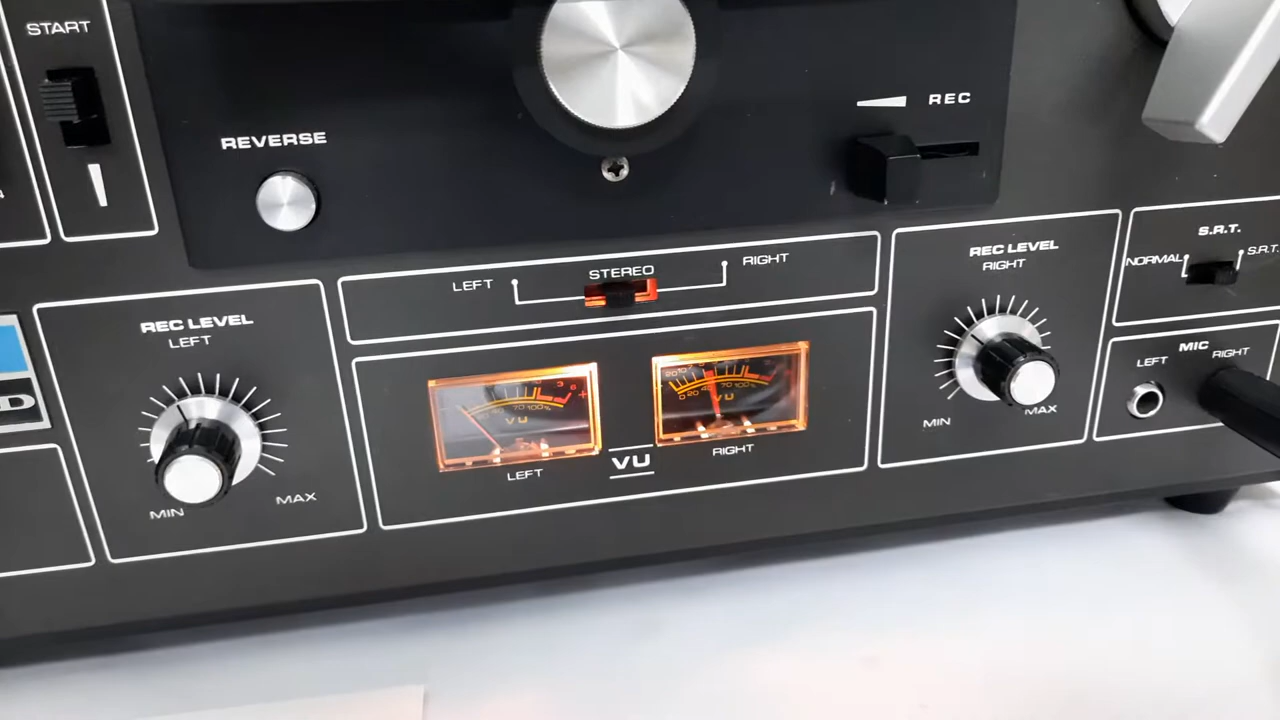 START
REVERSE
REC
LEFT
STEREO
RIGHT
REC LEVEL
LEFT
MIN
MAX
VU
LEFT
VU
VU
RIGHT
REC LEVEL
RIGHT
MIN
MAX
S.R.T.
NORMAL
S.R.T.
MIC
LEFT
RIGHT
D